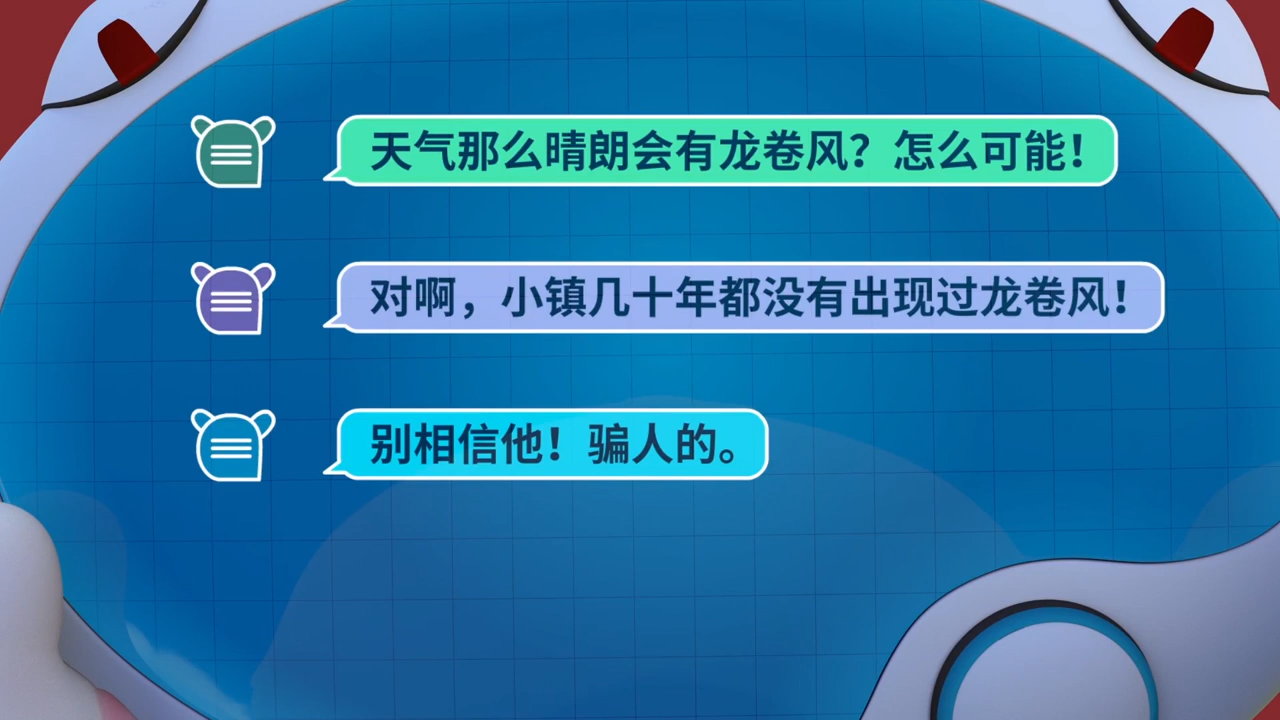 天气那么晴朗会有龙卷风？怎么可能！
对啊，小镇几十年都没有出现过龙卷风！
别相信他！骗人的。